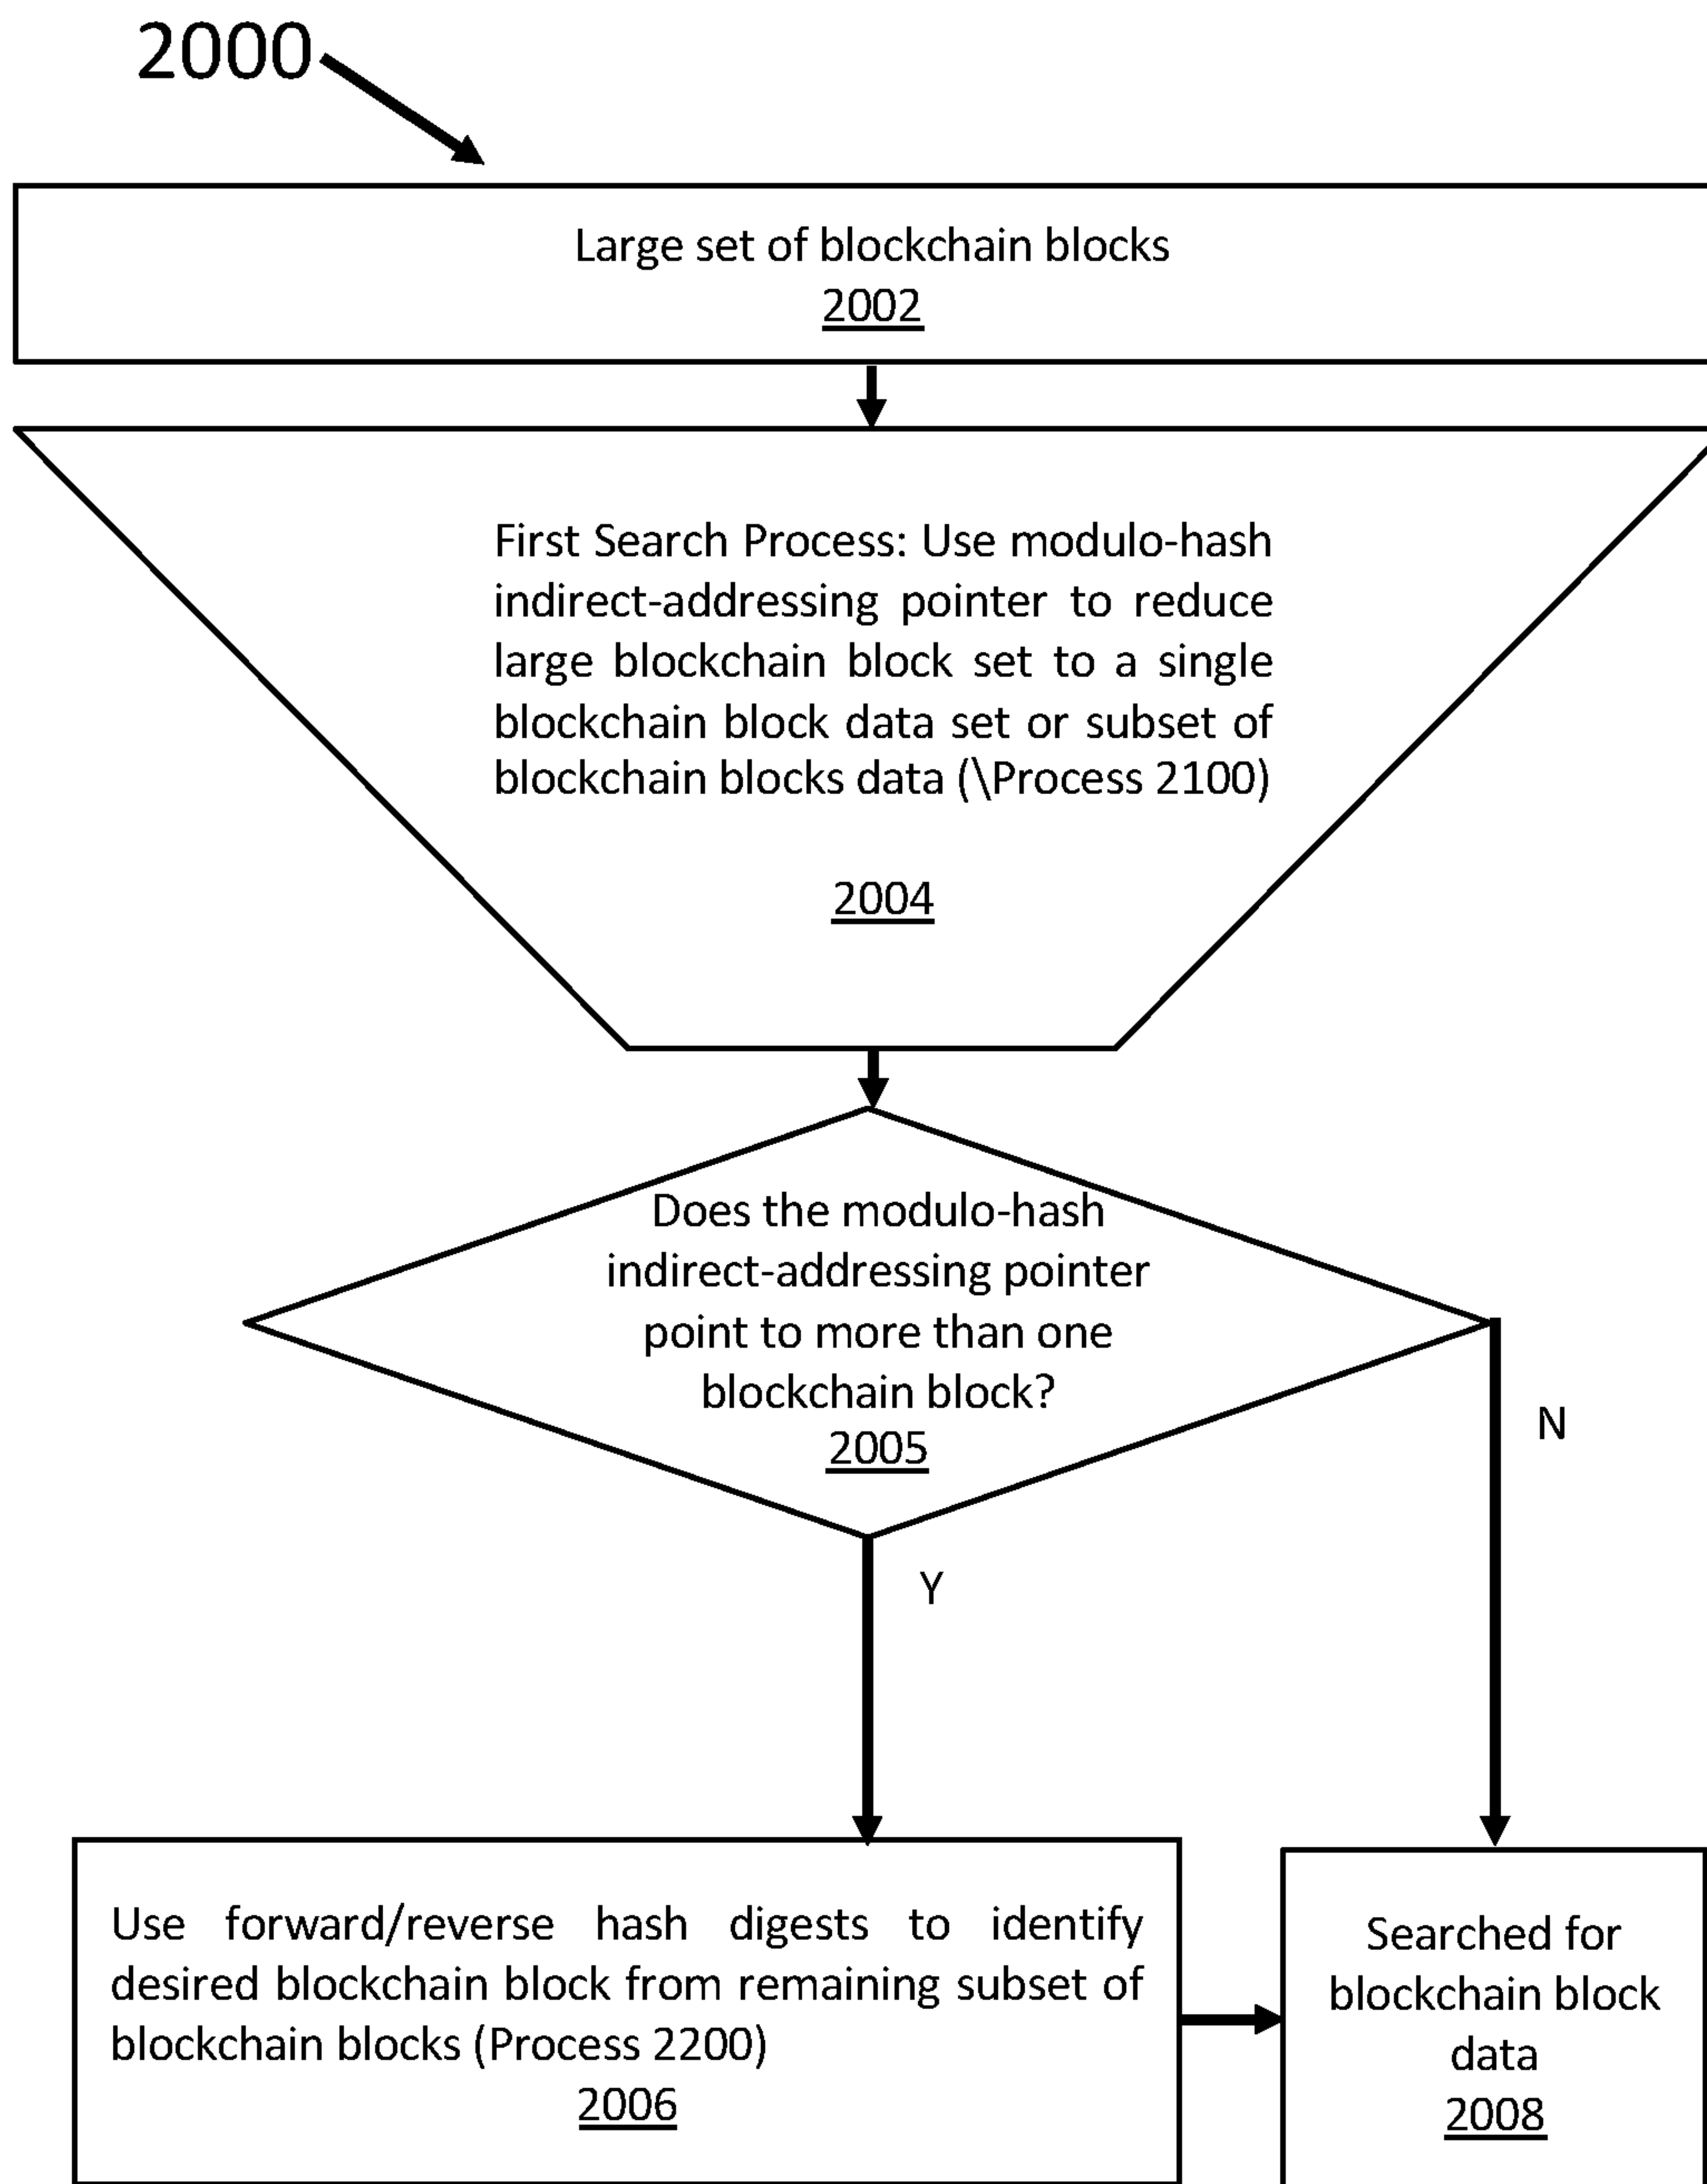 2000
Large set of blockchain blocks
2002
First Search Process: Use modulo-hash
indirect-addressing pointer to reduce
large blockchain block set to a single
blockchain block data set or subset of
blockchain blocks data (\Process 2100)
2004
Does the modulo-hash
indirect-addressing pointer
point to more than one
blockchain block?
2005
N
Y
Use forward/reverse hash digests to identify
desired blockchain block from remaining subset of
blockchain blocks (Process 2200)
2006
Searched for
blockchain block
data
2008